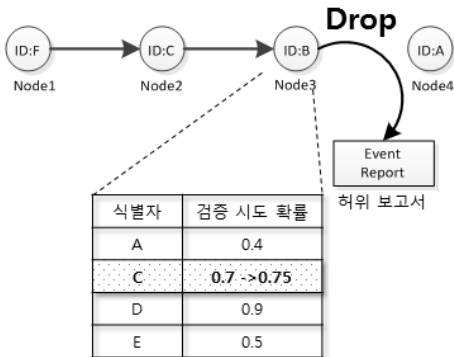 Drop
ID:F
ID:C
ID:B
ID:A
Node1
Node2
Node3
Node4
Event
Report
허위 보고서
식별자 검증 시도 확률
A 0.4
C 0.7 ->0.75
D 0.9
E 0.5